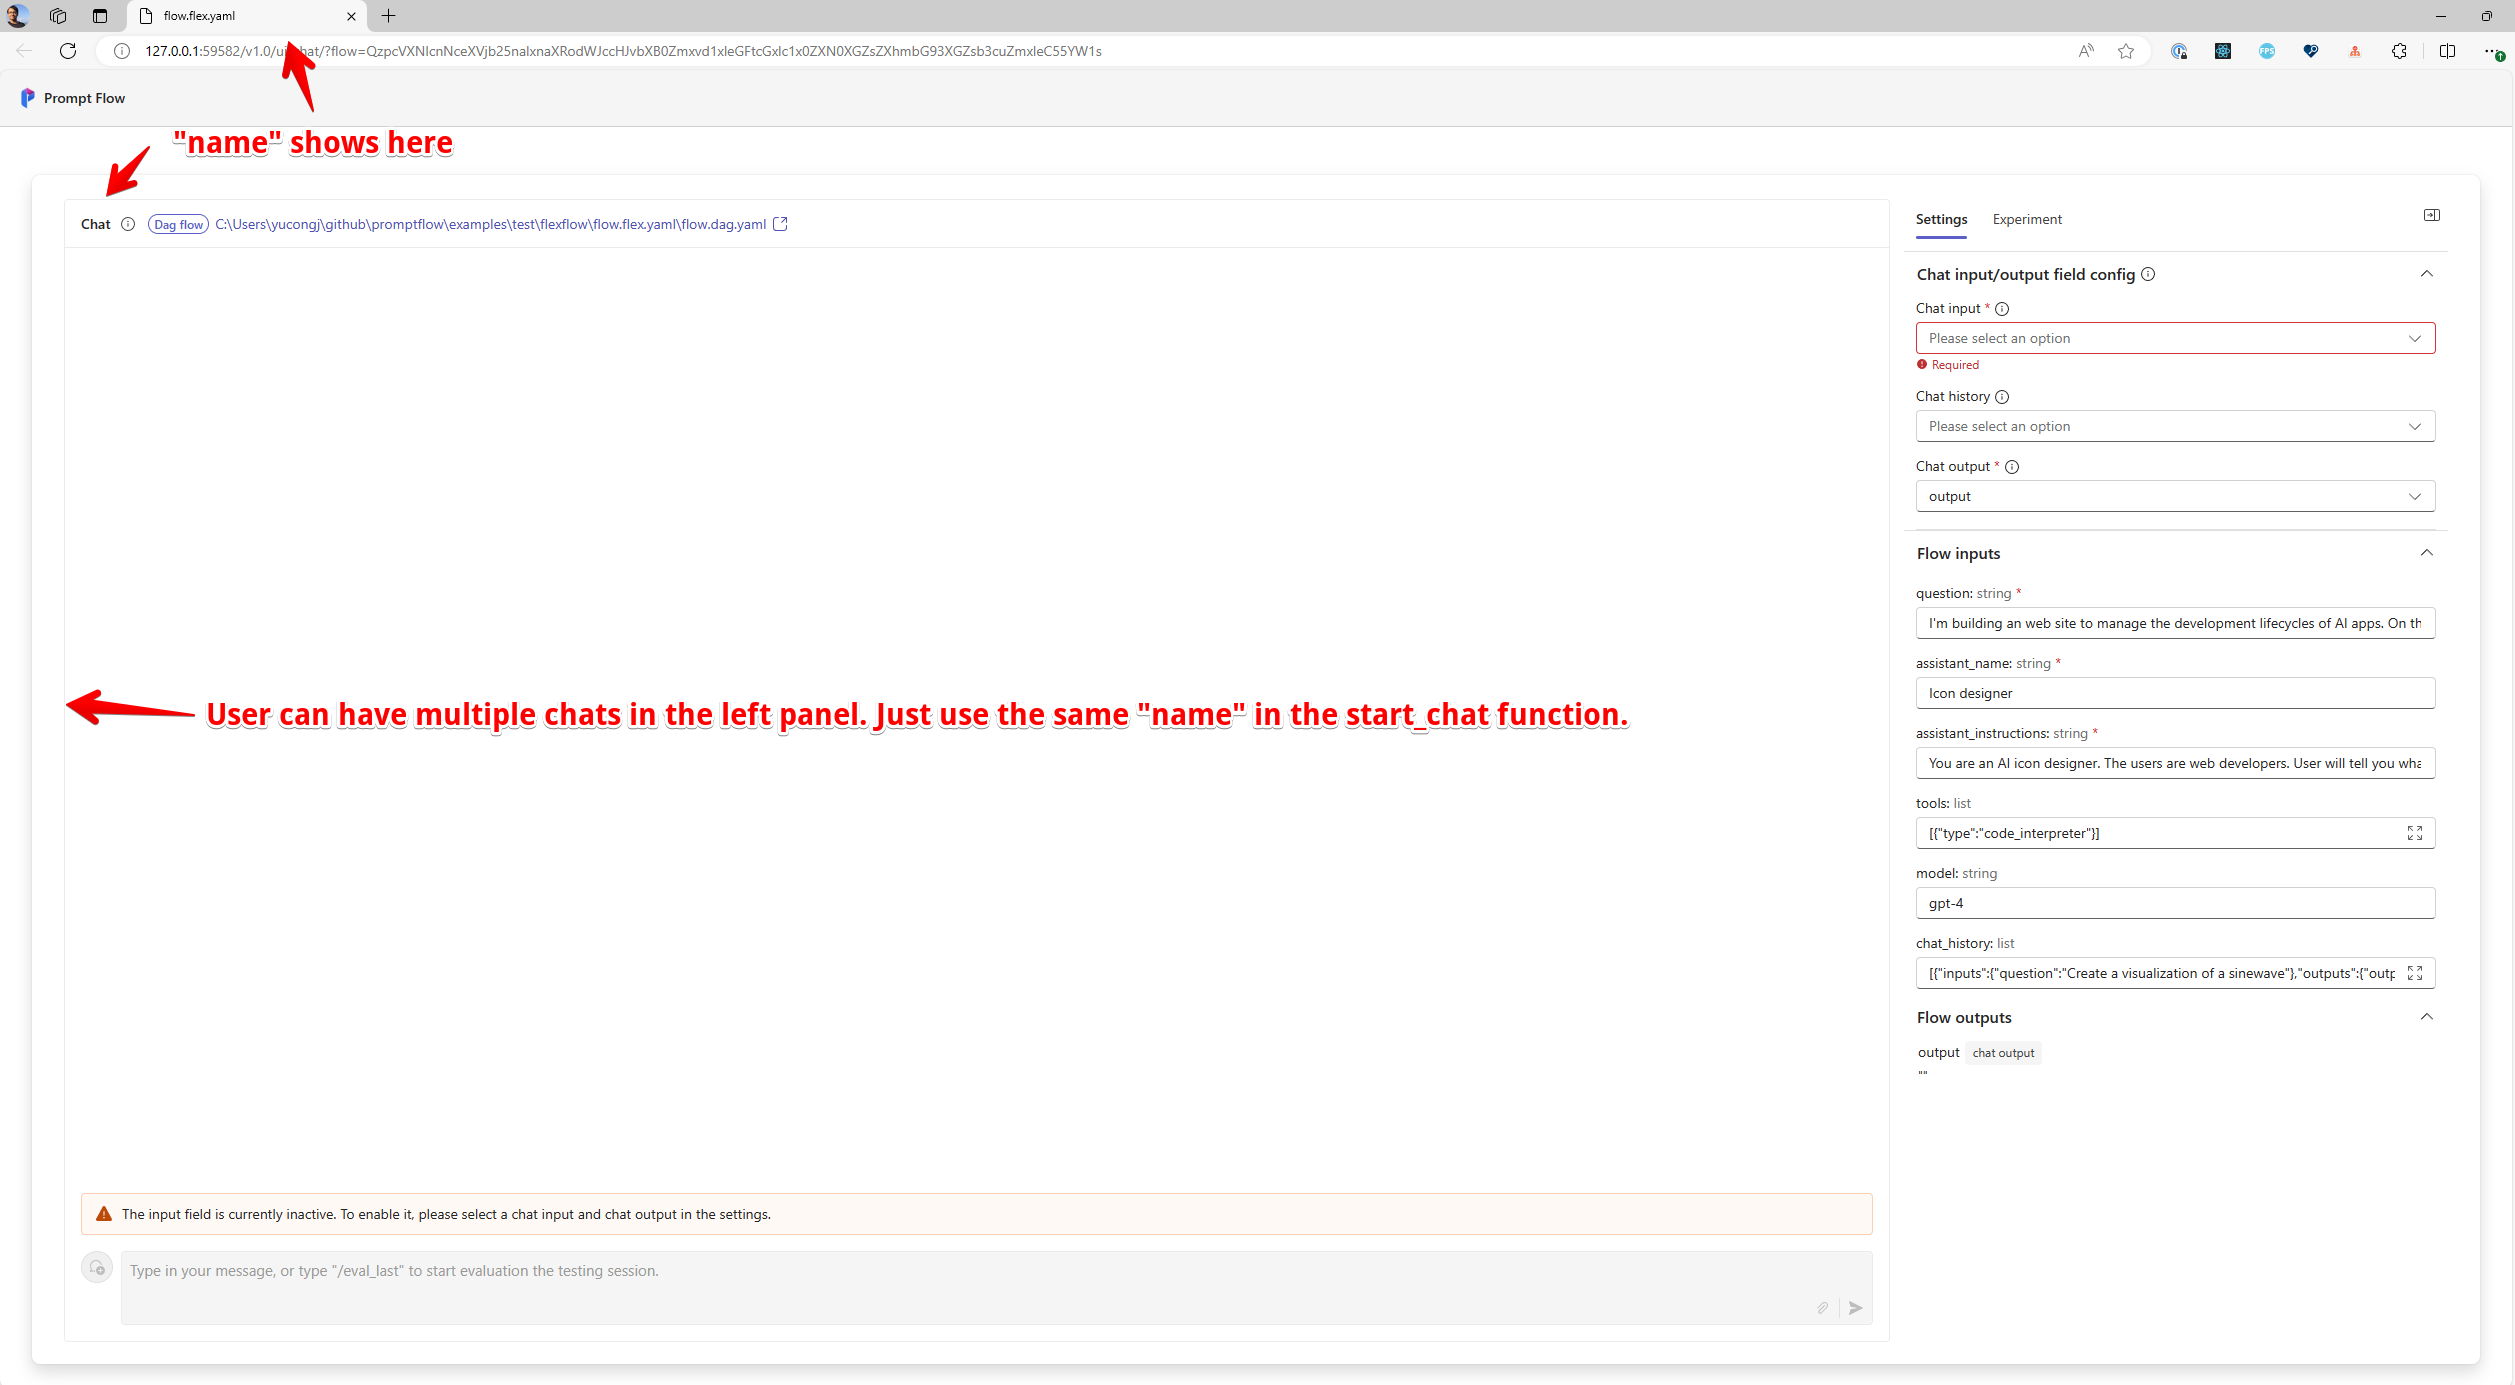 flow.flex.yaml
127.0.0.1:59582/v1.0/ui/chat/?flow=QzpcVXNlcnNceXVjb25nalxnaXRodWJccHJvbXB0Zmxvd1xleGFtcGxlc1x0ZXN0XGZsZXhmbG93XGZsb3cuZmxleC55YW1s
Prompt Flow
"name" shows here
Chat Dag flow C:\Users\yucongj\github\promptflow\examples\test\flexflow\flow.flex.yaml\flow.dag.yaml
Settings Experiment
Chat input/output field config
Chat input *
Please select an option
Required
Chat history
Please select an option
Chat output *
output
Flow inputs
question: string *
I'm building an web site to manage the development lifecycles of AI apps. On th
assistant_name: string *
Icon designer
assistant_instructions: string *
You are an AI icon designer. The users are web developers. User will tell you wha
tools: list
[{"type":"code_interpreter"}]
model: string
gpt-4
chat_history: list
[{"inputs":{"question":"Create a visualization of a sinewave"},"outputs":{"outp
Flow outputs
output chat output
""
User can have multiple chats in the left panel. Just use the same "name" in the start_chat function.
The input field is currently inactive. To enable it, please select a chat input and chat output in the settings.
Type in your message, or type "/eval_last" to start evaluation the testing session.